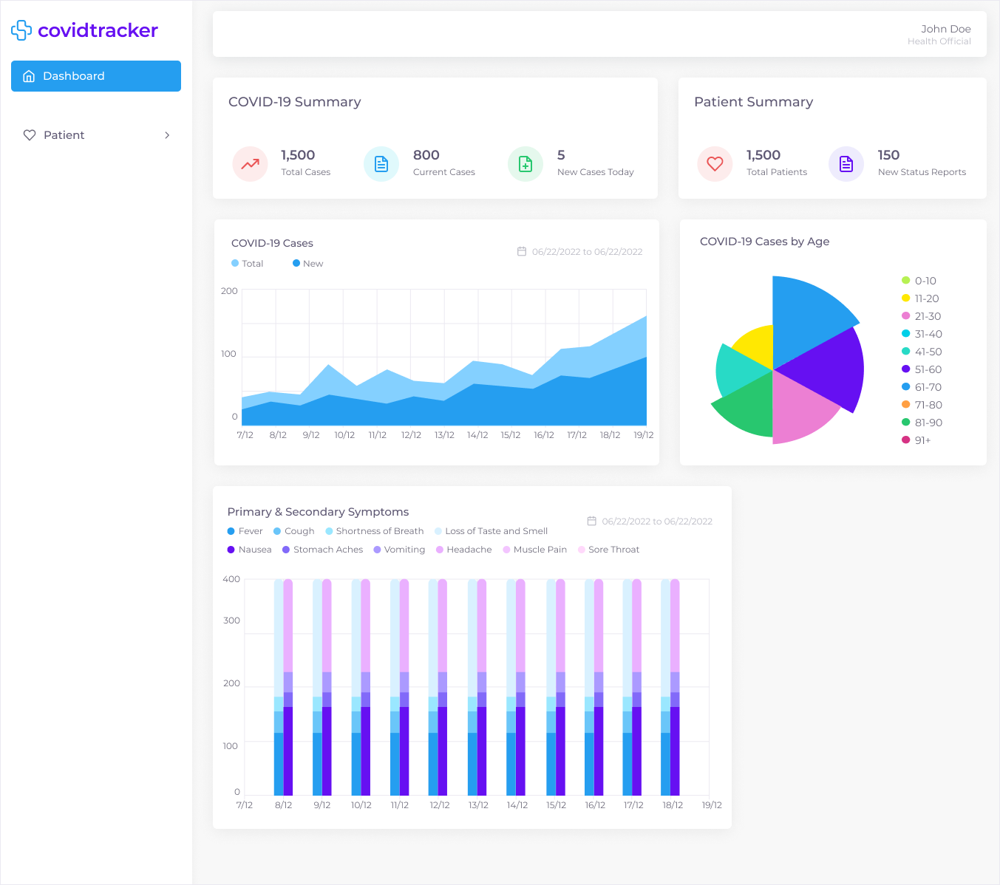 covidtracker
Dashboard
Patient
John Doe
Health Official
COVID-19 Summary
1,500
Total Cases
800
Current Cases
5
New Cases Today
Patient Summary
1,500
Total Patients
150
New Status Reports
COVID-19 Cases
Total New
06/22/2022 to 06/22/2022
200
100
0
7/12 8/12 9/12 10/12 11/12 12/12 13/12 14/12 15/12 16/12 17/12 18/12 19/12
COVID-19 Cases by Age
0-10
11-20
21-30
31-40
41-50
51-60
61-70
71-80
81-90
91+
Primary & Secondary Symptoms
06/22/2022 to 06/22/2022
Fever Cough Shortness of Breath Loss of Taste and Smell
Nausea Stomach Aches Vomiting Headache Muscle Pain Sore Throat
400
300
200
100
0
7/12 8/12 9/12 10/12 11/12 12/12 13/12 14/12 15/12 16/12 17/12 18/12 19/12